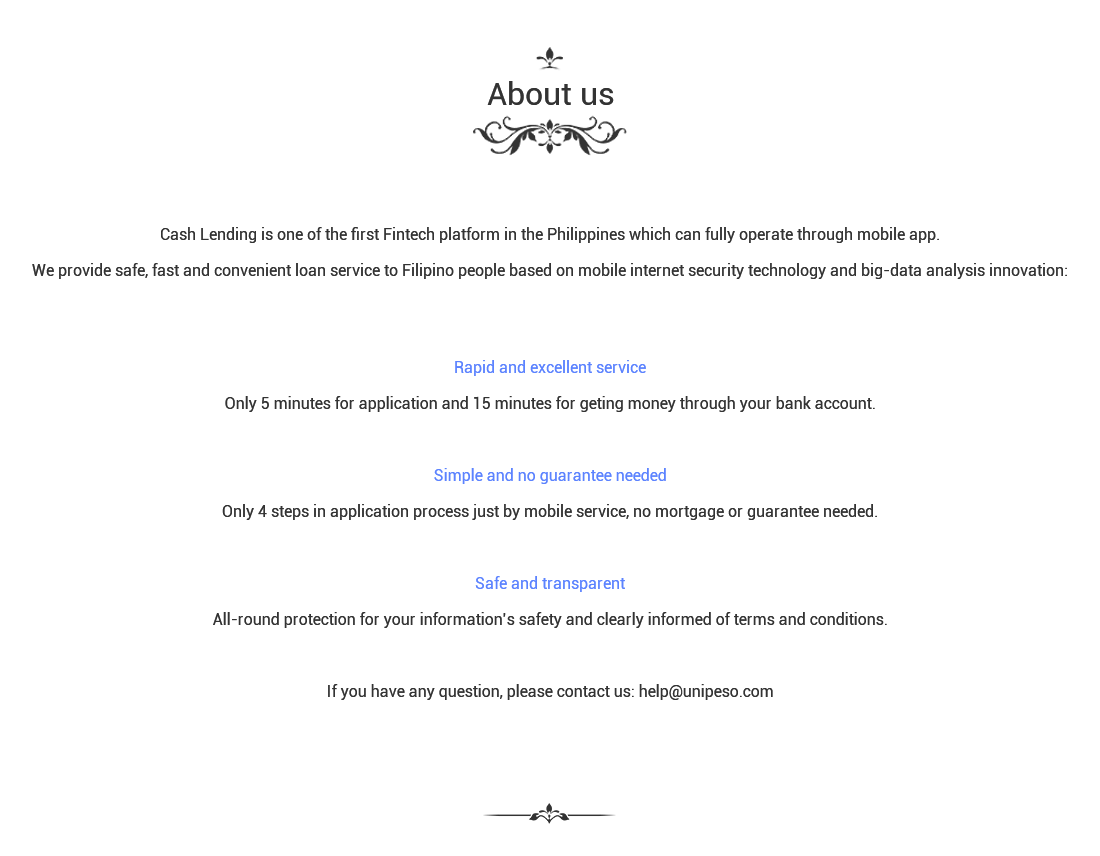 About us
Cash Lending is one of the first Fintech platform in the Philippines which can fully operate through mobile app.
We provide safe, fast and convenient loan service to Filipino people based on mobile internet security technology and big-data analysis innovation:
Rapid and excellent service
Only 5 minutes for application and 15 minutes for geting money through your bank account.
Simple and no guarantee needed
Only 4 steps in application process just by mobile service, no mortgage or guarantee needed.
Safe and transparent
All-round protection for your information's safety and clearly informed of terms and conditions.
If you have any question, please contact us: help@unipeso.com